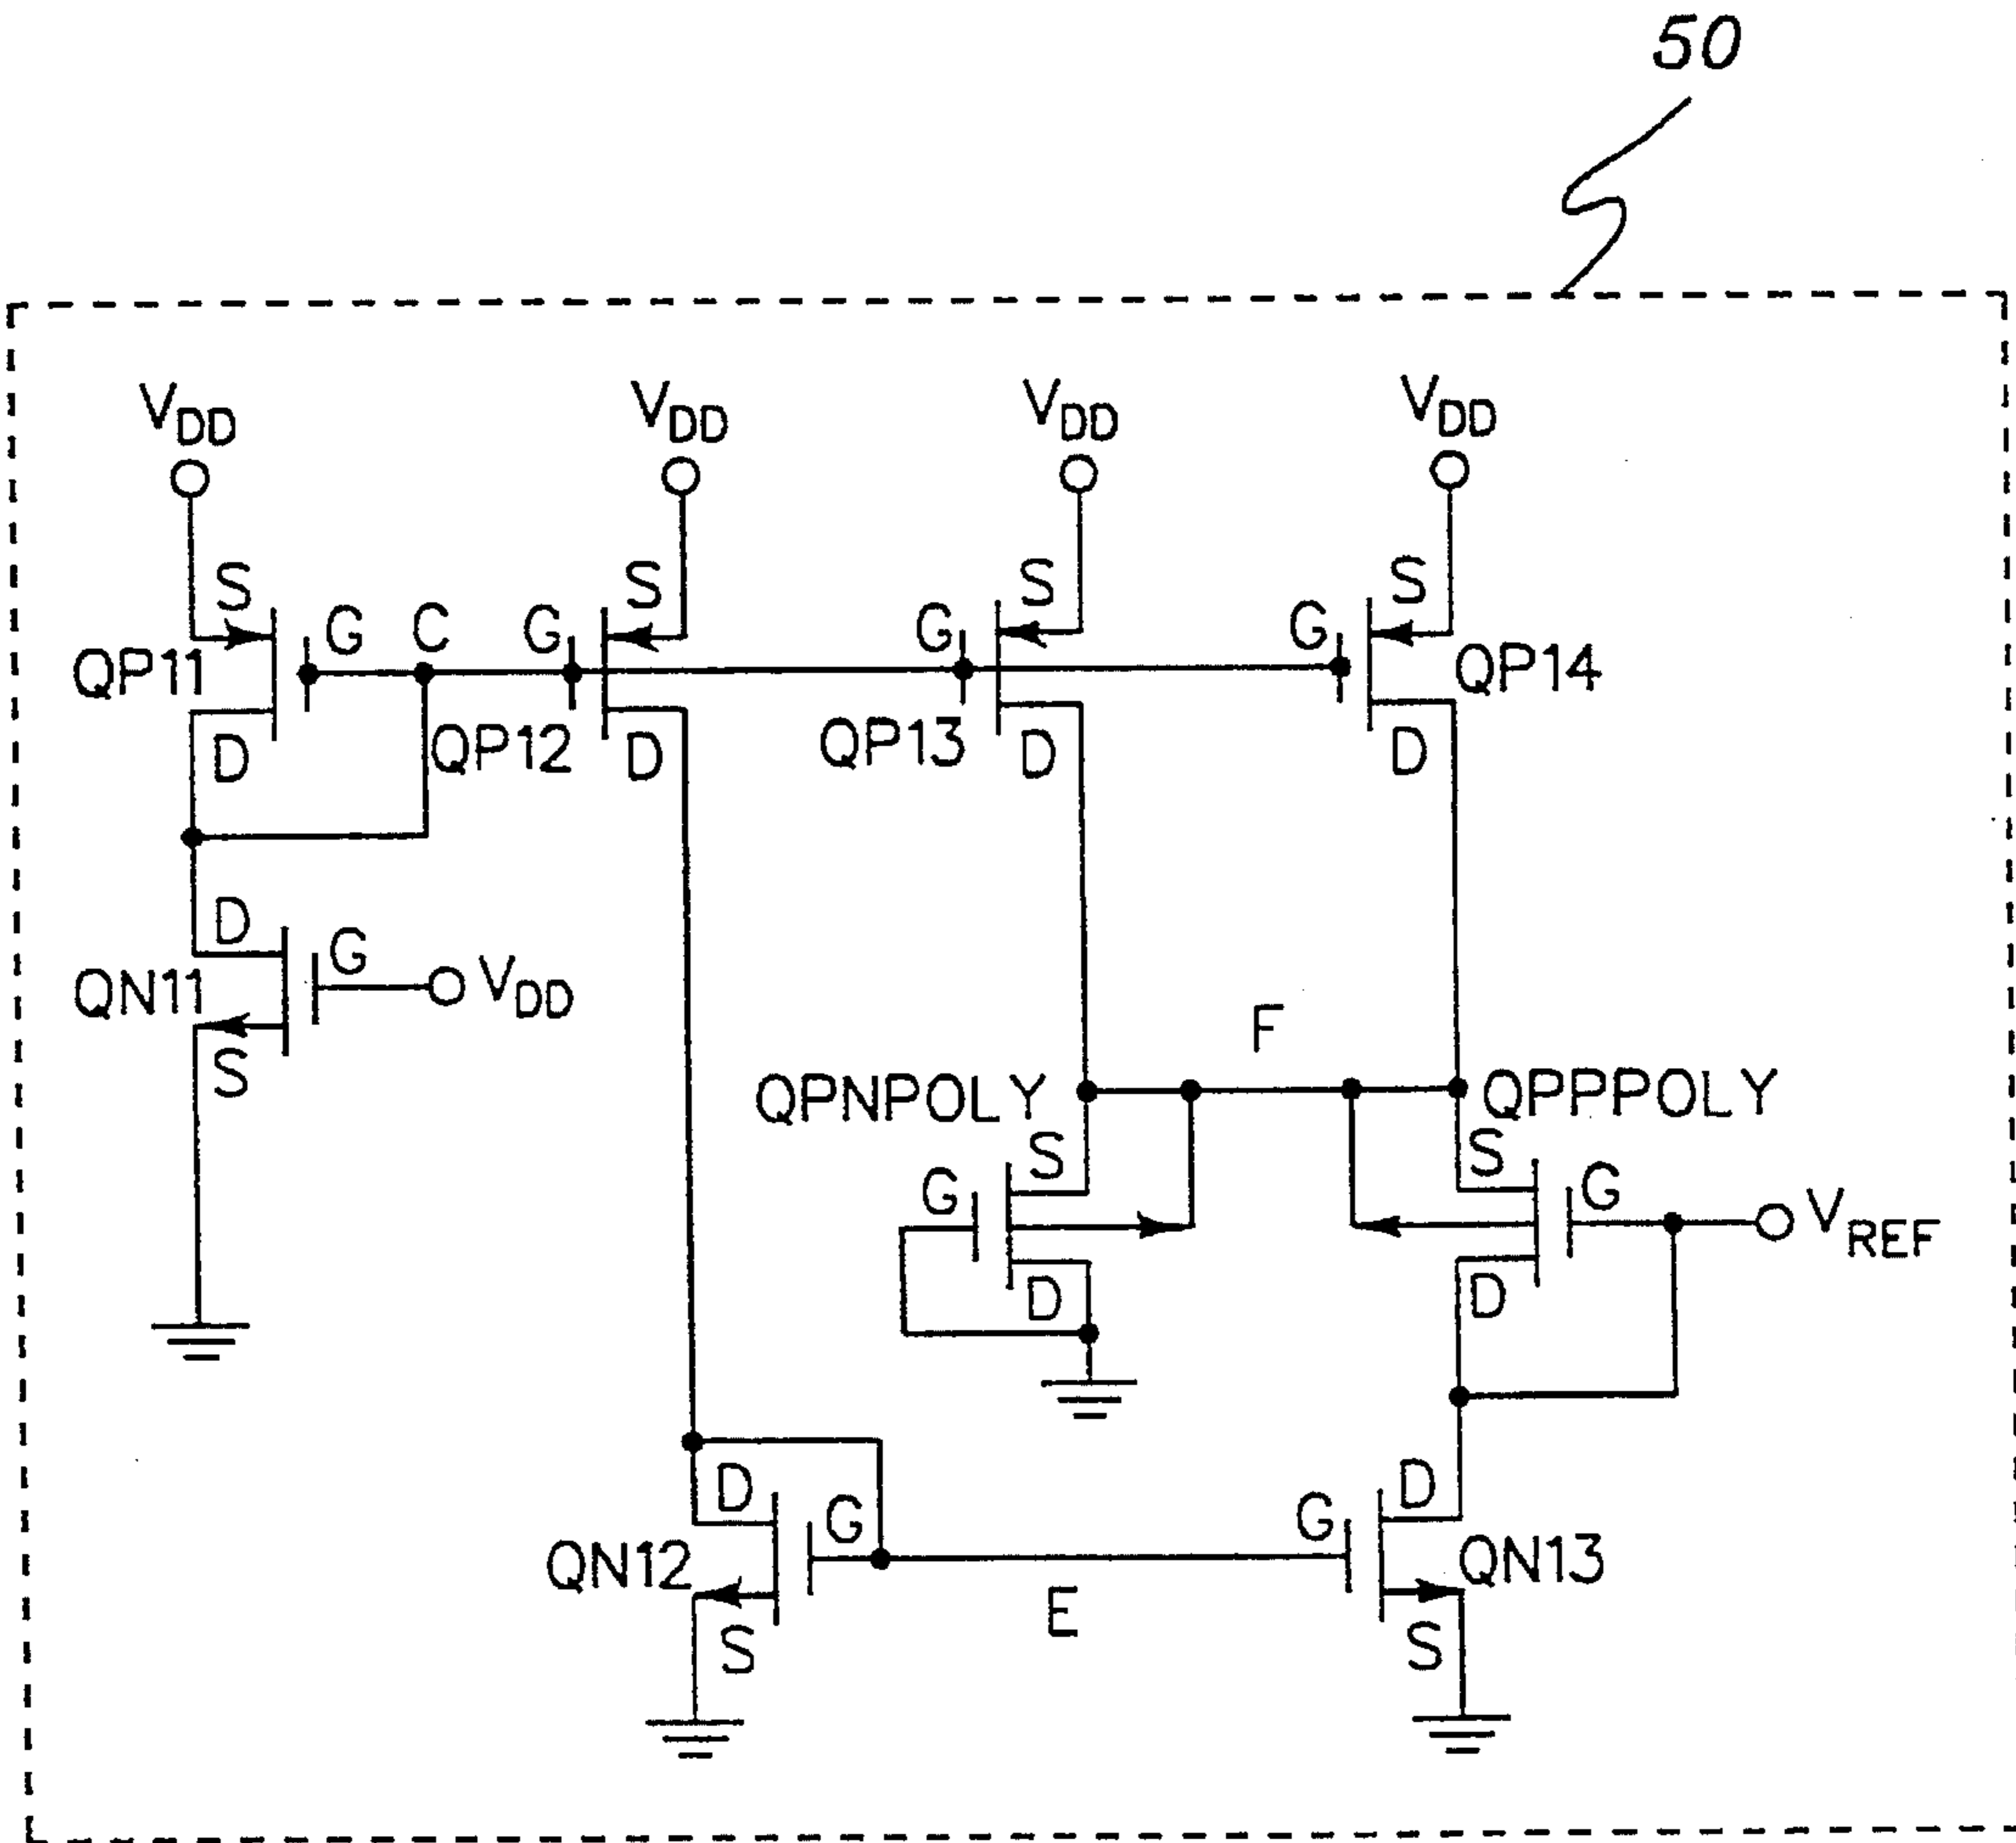 50
VDD VDD VDD VDD
S S S S
G C G G G
QP11 QP14
QP12 QP13
D D D D
D
G
QN11 VDD
S
F
QPNPOLY QPPPOLY
S S
G G
VREF
D D
D D
G G
QN12 QN13
E
S S